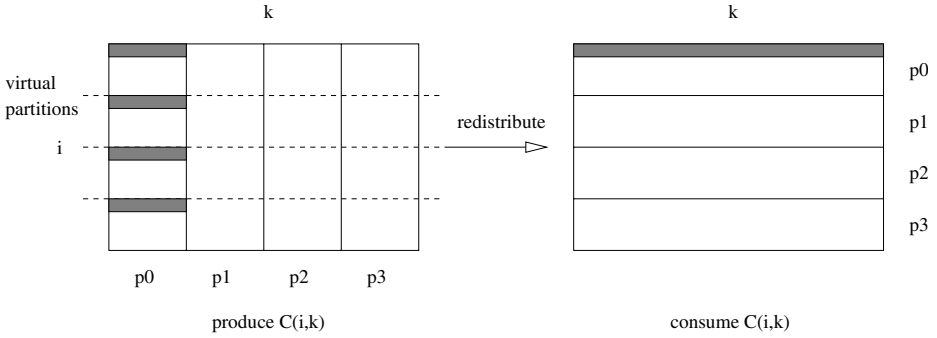 k
k
virtual
partitions
i
redistribute
p0
p1
p2
p3
p0
p1
p2
p3
produce C(i,k)
consume C(i,k)